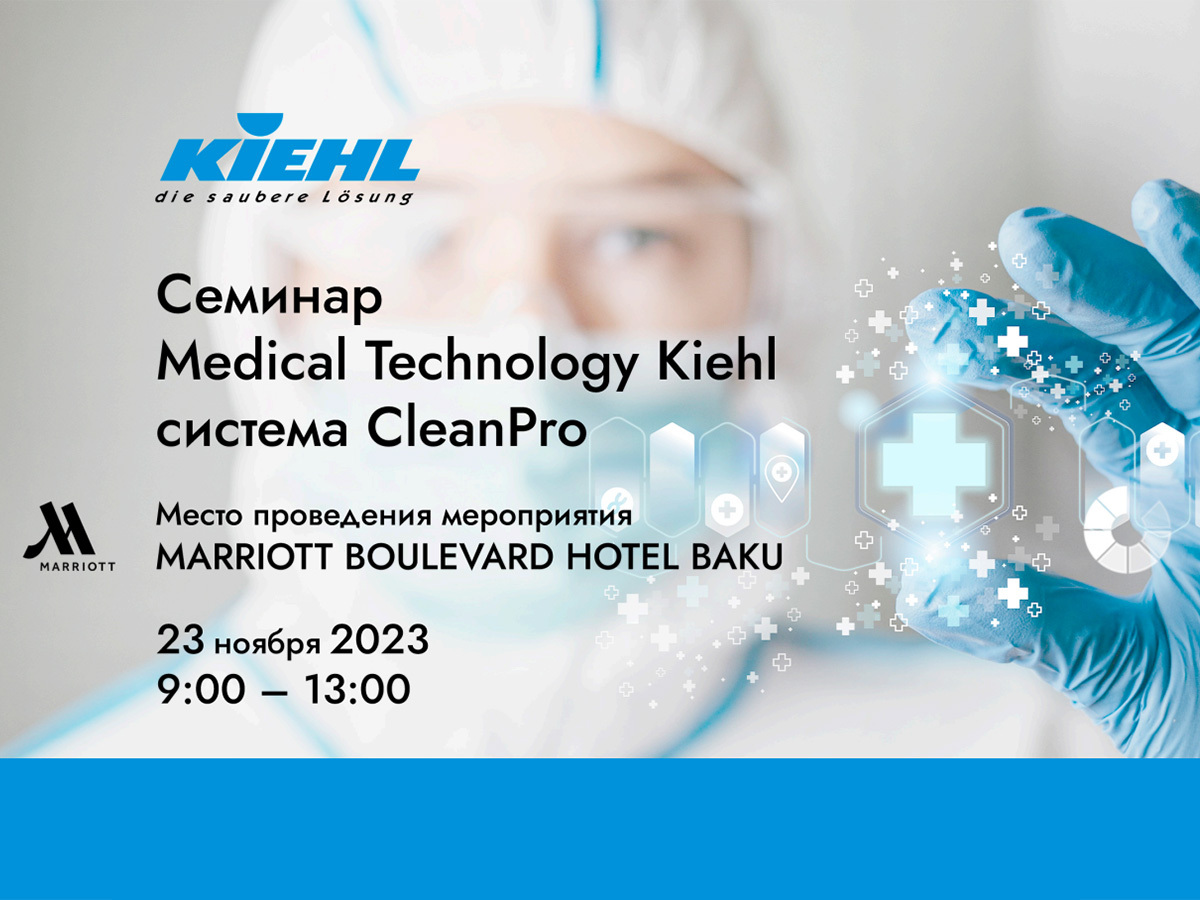 KiEHL
die saubere Lösung
Семинар
Medical Technology Kiehl
система CleanPro
Место проведения мероприятия
MARRIOTT BOULEVARD HOTEL BAKU
MARRIOTT
23 ноября 2023
9:00 – 13:00